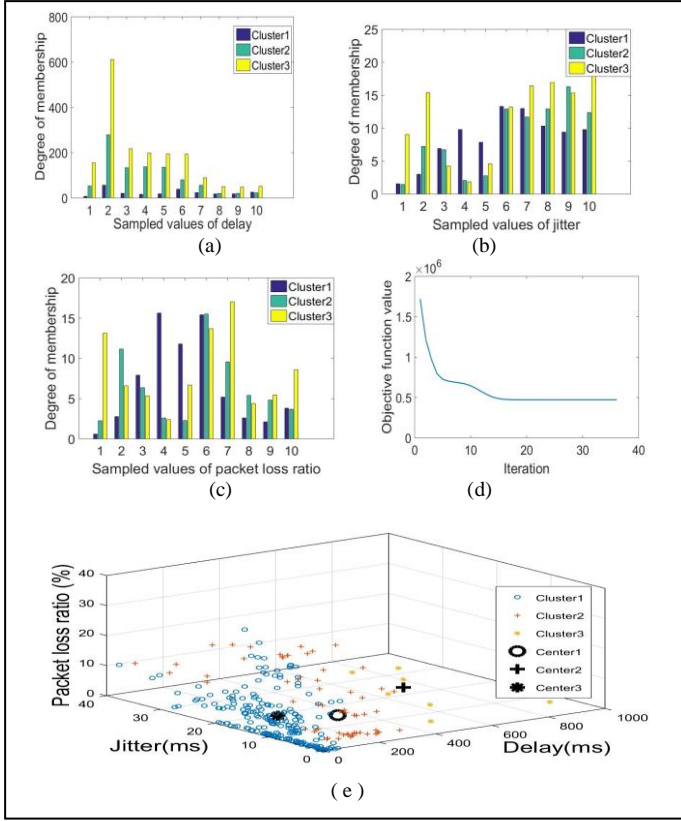 800
600
400
200
0
Degree of membership
Cluster1
Cluster2
Cluster3
1 2 3 4 5 6 7 8 9 10
Sampled values of delay
(a)
25
20
15
10
5
0
Degree of membership
Cluster1
Cluster2
Cluster3
1 2 3 4 5 6 7 8 9 10
Sampled values of jitter
(b)
20
15
10
5
0
Degree of membership
Cluster1
Cluster2
Cluster3
1 2 3 4 5 6 7 8 9 10
Sampled values of packet loss ratio
(c)
×10⁶
2
1.5
1
0.5
0
Objective function value
0 10 20 30 40
Iteration
(d)
40
30
20
10
0
Packet loss ratio (%)
40
30
20
10
0
Jitter(ms)
0
200
400
600
800
1000
Delay(ms)
Cluster1
Cluster2
Cluster3
Center1
Center2
Center3
( e )